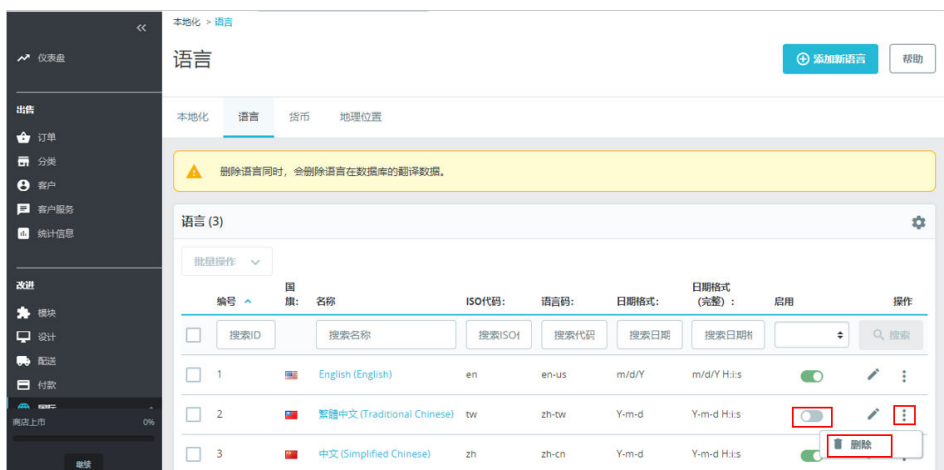 本地化 > 语言
仪表盘
语言
添加新语言
帮助
出售
订单
分类
客户
客户服务
统计信息
改进
模块
设计
配送
付款
国际
商店上市
0%
继续
本地化
语言
货币
地理位置
删除语言同时,会删除语言在数据库的翻译数据。
语言 (3)
批量操作
编号 国旗: 名称 ISO代码: 语言码: 日期格式: 日期格式(完整) : 启用 操作
搜索ID 搜索名称 搜索ISO 搜索代码 搜索日期 搜索日期 搜索
1 English (English) en en-us m/d/Y m/d/Y H:i:s
2 繁體中文 (Traditional Chinese) tw zh-tw Y-m-d Y-m-d H:i:s
删除
3 中文 (Simplified Chinese) zh zh-cn Y-m-d Y-m-d H:i:s